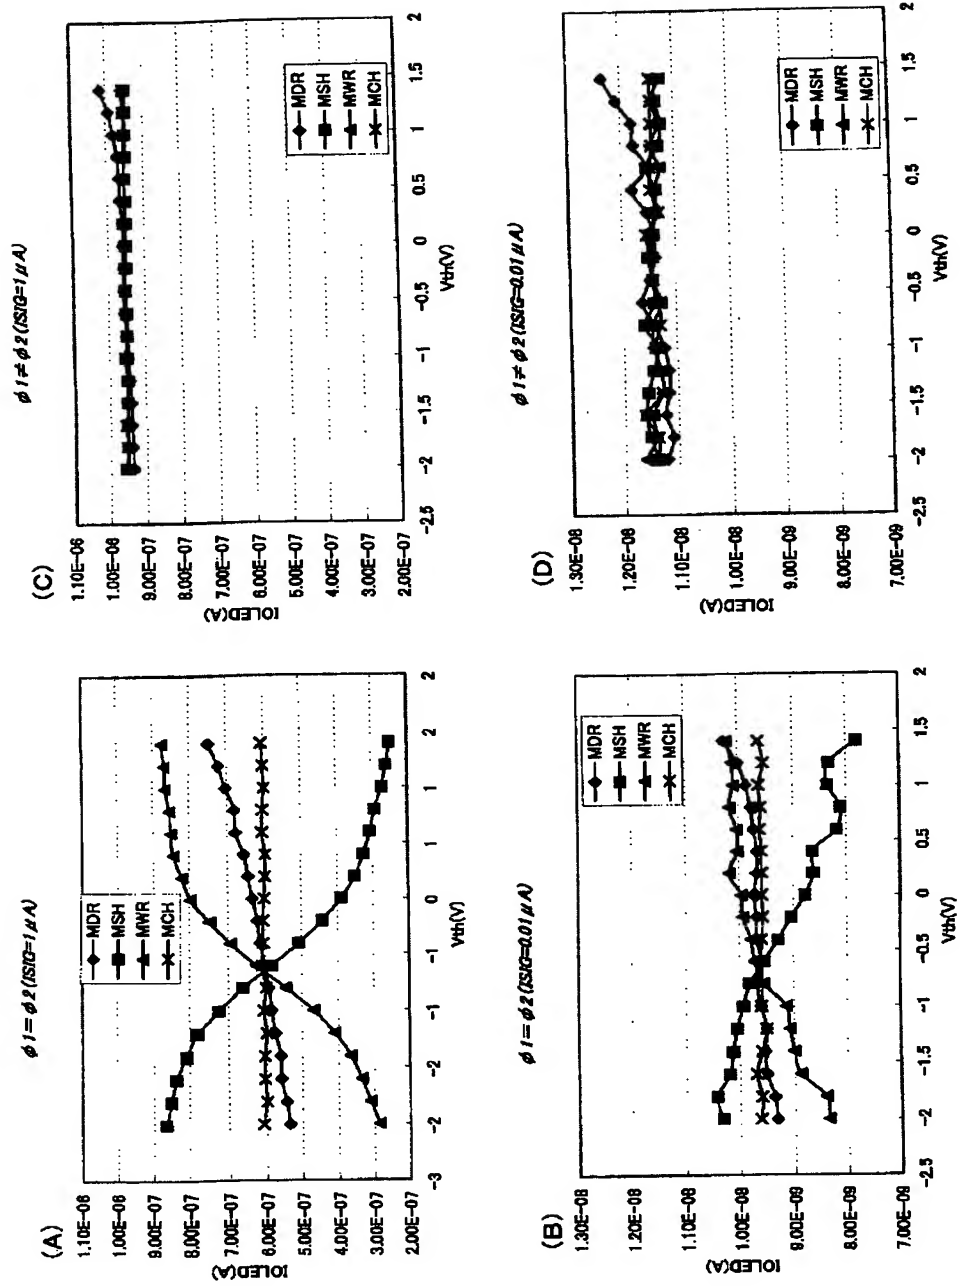 (A)
φ1=φ2(ISIG=1μA)
1.10E-06
1.00E-06
9.00E-07
8.00E-07
7.00E-07
6.00E-07
5.00E-07
4.00E-07
3.00E-07
2.00E-07
IOLED(A)
MDR
MSH
MWR
MCH
-3 -2 -2 -1 -1 0 1 1 2 2
Vth(V)
(C)
φ1≠φ2(ISIG=1μA)
1.10E-06
1.00E-06
9.00E-07
8.00E-07
7.00E-07
6.00E-07
5.00E-07
4.00E-07
3.00E-07
2.00E-07
IOLED(A)
MDR
MSH
MWR
MCH
-2.5 -2 -1.5 -1 -0.5 0 0.5 1 1.5 2
Vth(V)
(B)
φ1=φ2(ISIG=0.01μA)
1.30E-08
1.10E-08
1.00E-08
9.00E-09
8.00E-09
7.00E-09
IOLED(A)
MDR
MSH
MWR
MCH
-2.5 -2 -1.5 -1 -0.5 0 0.5 1 1.5 2
Vth(V)
(D)
φ1≠φ2(ISIG=0.01μA)
1.30E-08
1.20E-08
1.10E-08
1.00E-08
9.00E-09
8.00E-09
7.00E-09
IOLED(A)
MDR
MSH
MWR
MCH
-2.5 -2 -1.5 -1 -0.5 0 0.5 1 1.5 2
Vth(V)